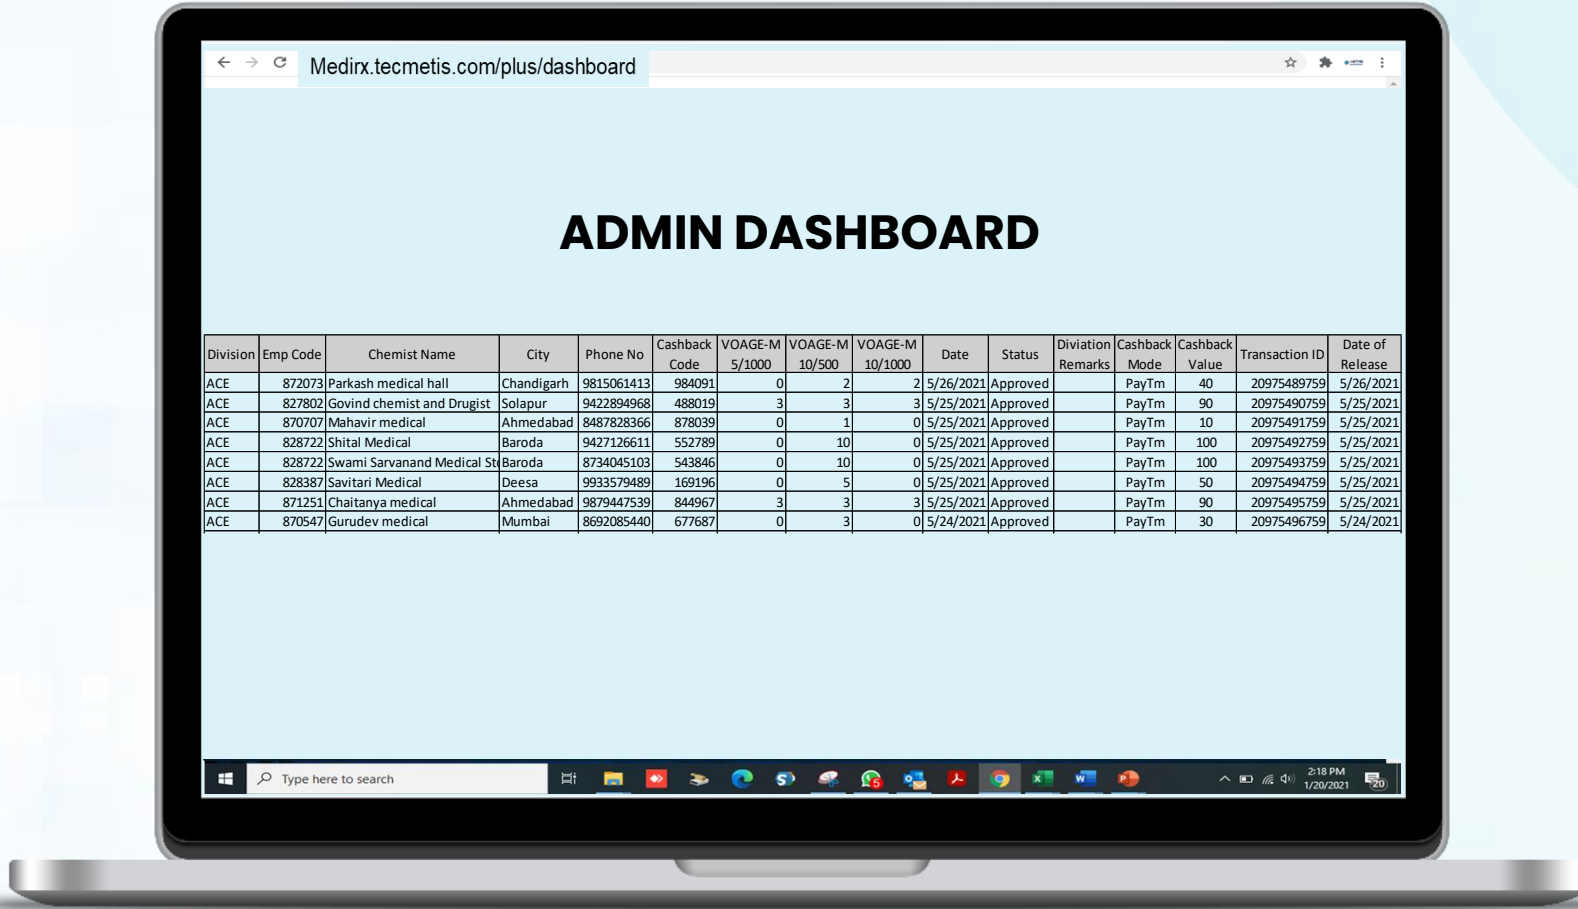 Medirx.tecmetis.com/plus/dashboard
ADMIN DASHBOARD
Division Emp Code Chemist Name City Phone No Cashback Code VOAGE-M 5/1000 VOAGE-M 10/500 VOAGE-M 10/1000 Date Status Diviation Remarks Cashback Mode Cashback Value Transaction ID Date of Release
ACE 872073 Parkash medical hall Chandigarh 9815061413 984091 0 2 2 5/26/2021 Approved PayTm 40 20975489759 5/26/2021
ACE 827802 Govind chemist and Drugist Solapur 9422894968 488019 3 3 3 5/25/2021 Approved PayTm 90 20975490759 5/25/2021
ACE 870707 Mahavir medical Ahmedabad 8487828366 878039 0 1 0 5/25/2021 Approved PayTm 10 20975491759 5/25/2021
ACE 828722 Shital Medical Baroda 9427126611 552789 0 10 0 5/25/2021 Approved PayTm 100 20975492759 5/25/2021
ACE 828722 Swami Sarvanand Medical St Baroda 8734045103 543846 0 10 0 5/25/2021 Approved PayTm 100 20975493759 5/25/2021
ACE 828387 Savitari Medical Deesa 9933579489 169196 0 5 0 5/25/2021 Approved PayTm 50 20975494759 5/25/2021
ACE 871251 Chaitanya medical Ahmedabad 9879447539 844967 3 3 3 5/25/2021 Approved PayTm 90 20975495759 5/25/2021
ACE 870547 Gurudev medical Mumbai 8692085440 677687 0 3 0 5/24/2021 Approved PayTm 30 20975496759 5/24/2021
Type here to search
2:18 PM
1/20/2021
20